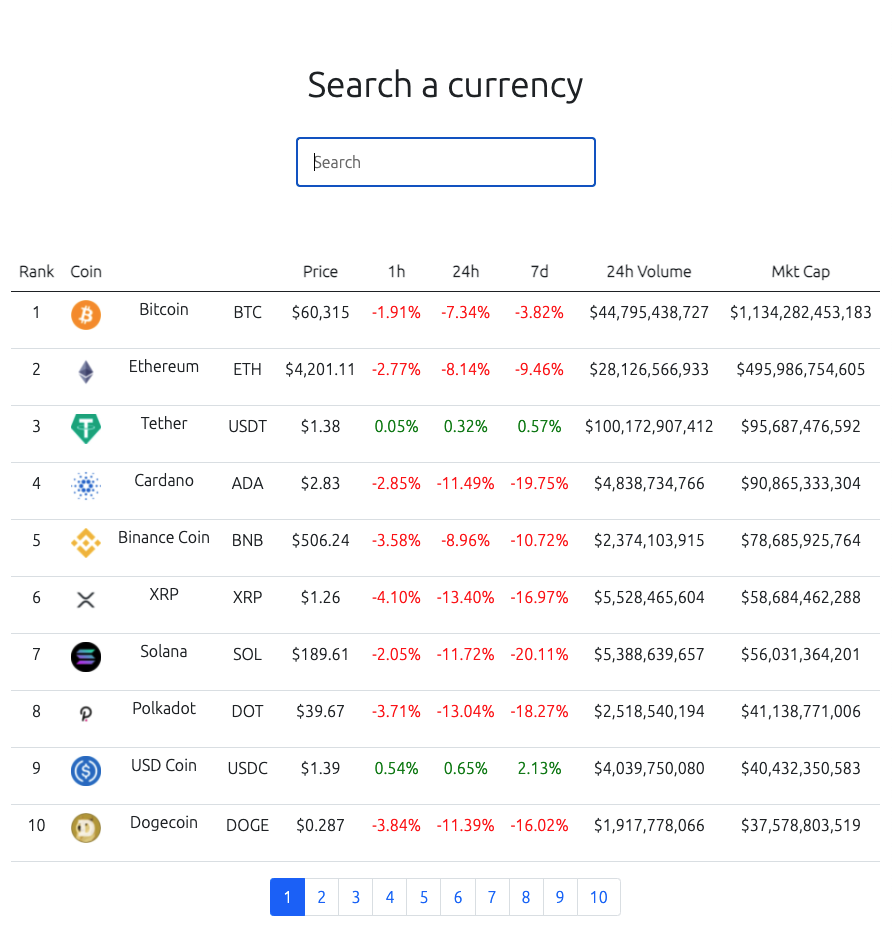 Search a currency
Search
Rank Coin Price 1h 24h 7d 24h Volume Mkt Cap
1 Bitcoin BTC $60,315 -1.91% -7.34% -3.82% $44,795,438,727 $1,134,282,453,183
2 Ethereum ETH $4,201.11 -2.77% -8.14% -9.46% $28,126,566,933 $495,986,754,605
3 Tether USDT $1.38 0.05% 0.32% 0.57% $100,172,907,412 $95,687,476,592
4 Cardano ADA $2.83 -2.85% -11.49% -19.75% $4,838,734,766 $90,865,333,304
5 Binance Coin BNB $506.24 -3.58% -8.96% -10.72% $2,374,103,915 $78,685,925,764
6 XRP XRP $1.26 -4.10% -13.40% -16.97% $5,528,465,604 $58,684,462,288
7 Solana SOL $189.61 -2.05% -11.72% -20.11% $5,388,639,657 $56,031,364,201
8 Polkadot DOT $39.67 -3.71% -13.04% -18.27% $2,518,540,194 $41,138,771,006
9 USD Coin USDC $1.39 0.54% 0.65% 2.13% $4,039,750,080 $40,432,350,583
10 Dogecoin DOGE $0.287 -3.84% -11.39% -16.02% $1,917,778,066 $37,578,803,519
1 2 3 4 5 6 7 8 9 10